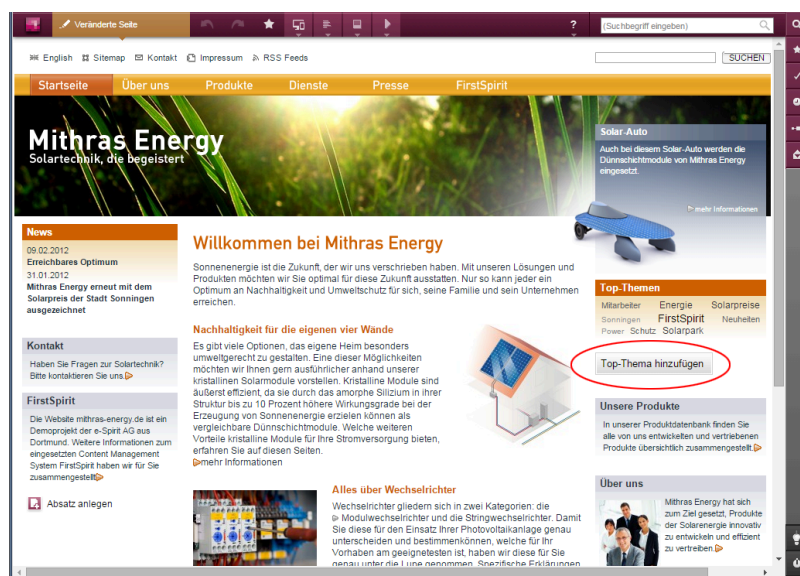 Veränderte Seite
?
(Suchbegriff eingeben)
English Sitemap Kontakt Impressum RSS Feeds
SUCHEN
Startseite Über uns Produkte Dienste Presse FirstSpirit
Mithras Energy
Solartechnik, die begeistert
Solar-Auto
Auch bei diesem Solar-Auto werden die
Dünnschichtmodule von Mithras Energy
eingesetzt.
mehr Informationen
News
09.02.2012
Erreichbares Optimum
31.01.2012
Mithras Energy erneut mit dem
Solarpreis der Stadt Sonningen
ausgezeichnet
Kontakt
Haben Sie Fragen zur Solartechnik?
Bitte kontaktieren Sie uns.
FirstSpirit
Die Website mithras-energy.de ist ein
Demoprojekt der e-Spirit AG aus
Dortmund. Weitere Informationen zum
eingesetzten Content Management
System FirstSpirit haben wir für Sie
zusammengestellt
Absatz anlegen
Willkommen bei Mithras Energy
Sonnenenergie ist die Zukunft, der wir uns verschrieben haben. Mit unseren Lösungen und
Produkten möchten wir Sie optimal für diese Zukunft ausstatten. Nur so kann jeder ein
Optimum an Nachhaltigkeit und Umweltschutz für sich, seine Familie und sein Unternehmen
erreichen.
Nachhaltigkeit für die eigenen vier Wände
Es gibt viele Optionen, das eigene Heim besonders
umweltgerecht zu gestalten. Eine dieser Möglichkeiten
möchten wir Ihnen gern ausführlicher anhand unserer
kristallinen Solarmodule vorstellen. Kristalline Module sind
äußerst effizient, da sie durch das amorphe Silizium in ihrer
Struktur bis zu 10 Prozent höhere Wirkungsgrade bei der
Erzeugung von Sonnenenergie erzielen können als
vergleichbare Dünnschichtmodule. Welche weiteren
Vorteile kristalline Module für Ihre Stromversorgung bieten,
erfahren Sie auf diesen Seiten.
mehr Informationen
Alles über Wechselrichter
Wechselrichter gliedern sich in zwei Kategorien: die
Modulwechselrichter und die Stringwechselrichter. Damit
Sie diese für den Einsatz Ihrer Photovoltaikanlage genau
unterscheiden und bestimmenkönnen, welche für Ihr
Vorhaben am geeignetesten ist, haben wir diese für Sie
genau unter die Lupe genommen. Spezifische Erklärungen
Top-Themen
Mitarbeiter Energie Solarpreise
Sonningen FirstSpirit Neuheiten
Power Schutz Solarpark
Top-Thema hinzufügen
Unsere Produkte
In unserer Produktdatenbank finden Sie
alle von uns entwickelten und vertriebenen
Produkte übersichtlich zusammengestellt.
Über uns
Mithras Energy hat sich
zum Ziel gesetzt, Produkte
der Solarenergie innovativ
zu entwickeln und effizient
zu vertreiben.